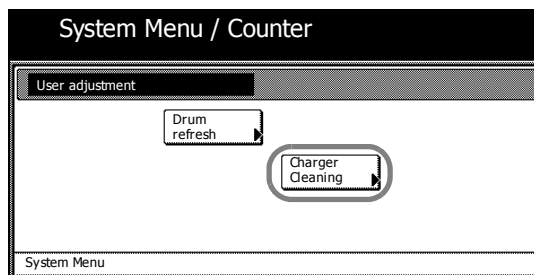 System Menu / Counter
User adjustment
Drum
refresh
Charger
Cleaning
System Menu